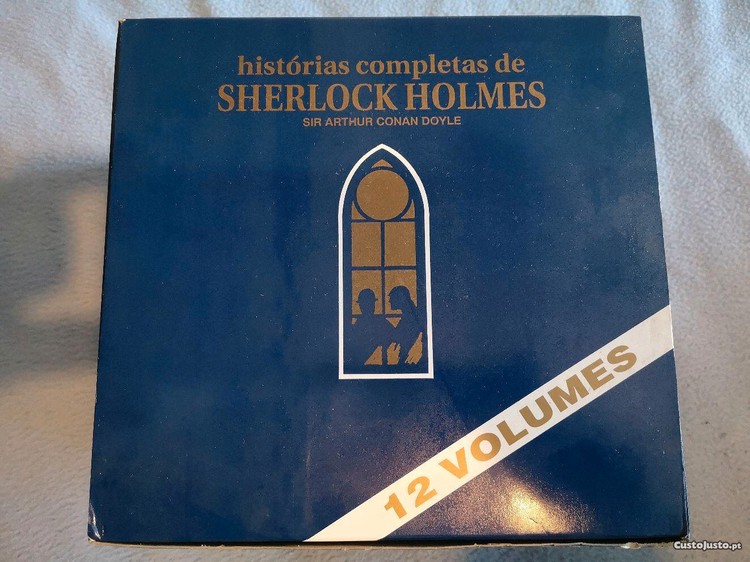 histórias completas de
SHERLOCK HOLMES
SIR ARTHUR CONAN DOYLE
12 VOLUMES
CustoJusto.pt